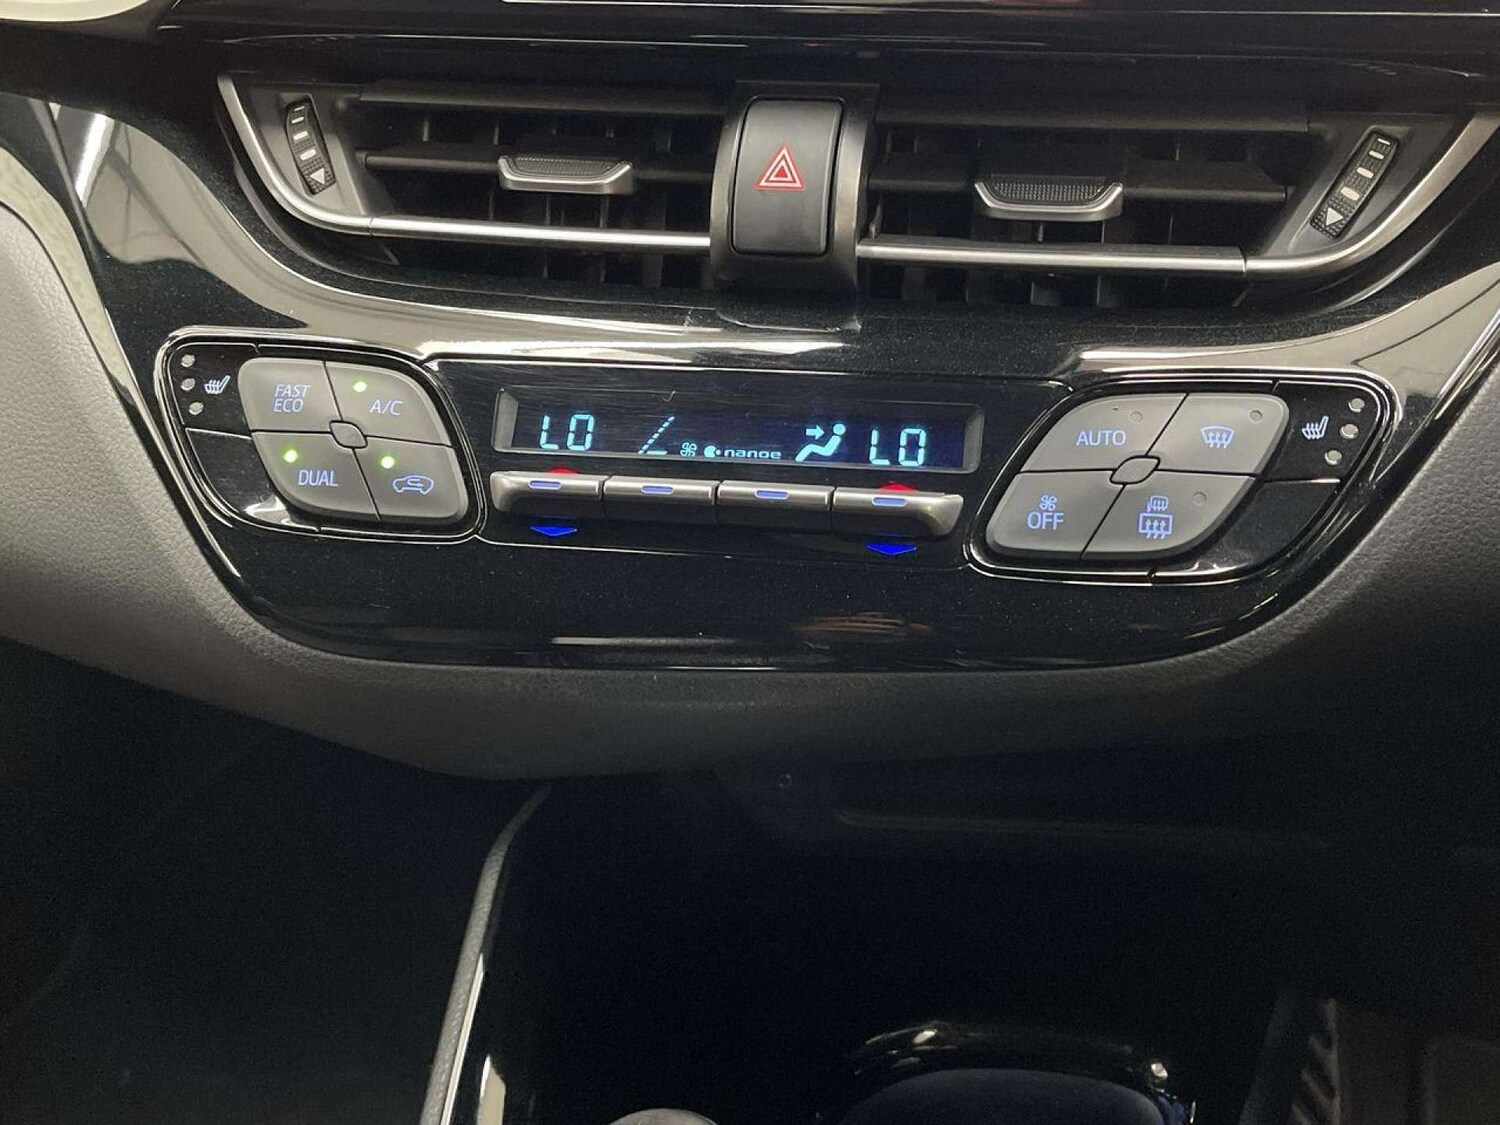 FAST
ECO
A/C
DUAL
LO
nanoe
LO
AUTO
OFF